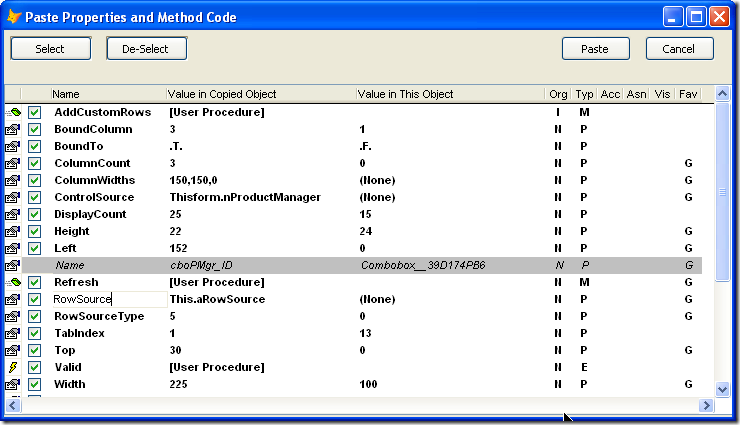 Paste Properties and Method Code
Select De-Select Paste Cancel
Name Value in Copied Object Value in This Object Org Typ Acc Asn Vis Fav
AddCustomRows [User Procedure] I M
BoundColumn 3 1 N P
BoundTo .T. .F. N P
ColumnCount 3 0 N P G
ColumnWidths 150,150,0 (None) N P G
ControlSource Thisform.nProductManager (None) N P G
DisplayCount 25 15 N P
Height 22 24 N P G
Left 152 0 N P G
Name cboPMgr_ID Combobox__39D174PB6 N P G
Refresh [User Procedure] N M G
RowSource This.aRowSource (None) N P G
RowSourceType 5 0 N P G
TabIndex 1 13 N P
Top 30 0 N P G
Valid [User Procedure] N E
Width 225 100 N P G